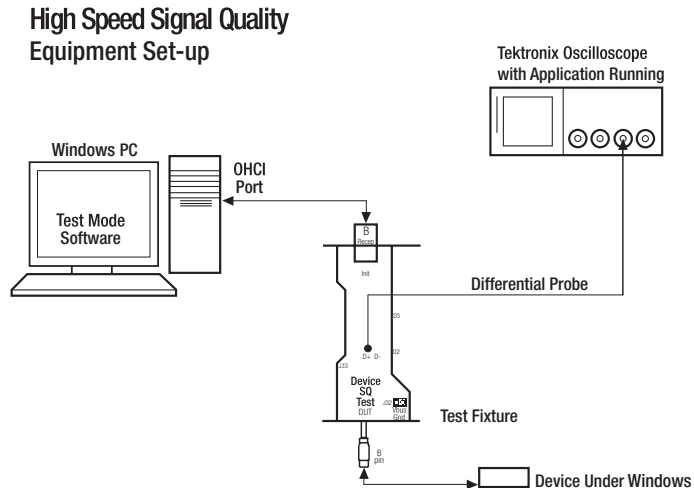 High Speed Signal Quality
Equipment Set-up
Tektronix Oscilloscope
with Application Running
Windows PC
OHCI
Port
Test Mode
Software
B
Recep
Init
Differential Probe
D3
D+ D-
D2
J33
Device
SQ
Test
DUT
J32
Vbus
Gnd
Test Fixture
B
pin
Device Under Windows